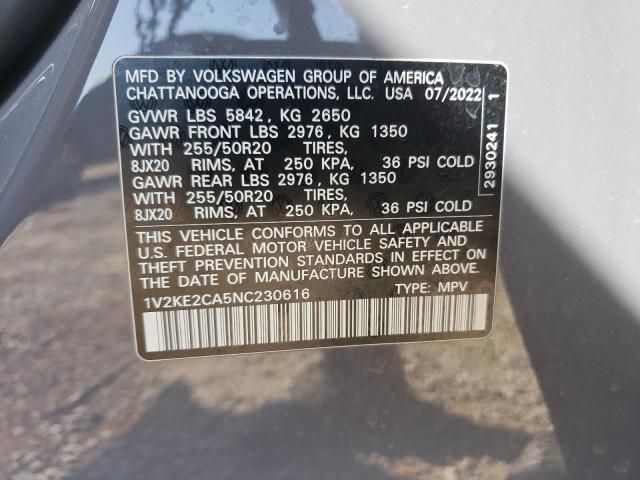 MFD BY VOLKSWAGEN GROUP OF AMERICA
CHATTANOOGA OPERATIONS, LLC. USA 07/2022
GVWR LBS 5842, KG 2650
GAWR FRONT LBS 2976, KG 1350
WITH 255/50R20 TIRES,
8JX20 RIMS, AT 250 KPA, 36 PSI COLD
GAWR REAR LBS 2976, KG 1350
WITH 255/50R20 TIRES,
8JX20 RIMS, AT 250 KPA, 36 PSI COLD
THIS VEHICLE CONFORMS TO ALL APPLICABLE
U.S. FEDERAL MOTOR VEHICLE SAFETY AND
THEFT PREVENTION STANDARDS IN EFFECT ON
THE DATE OF MANUFACTURE SHOWN ABOVE.
1V2KE2CA5NC230616 TYPE: MPV
2930241 1